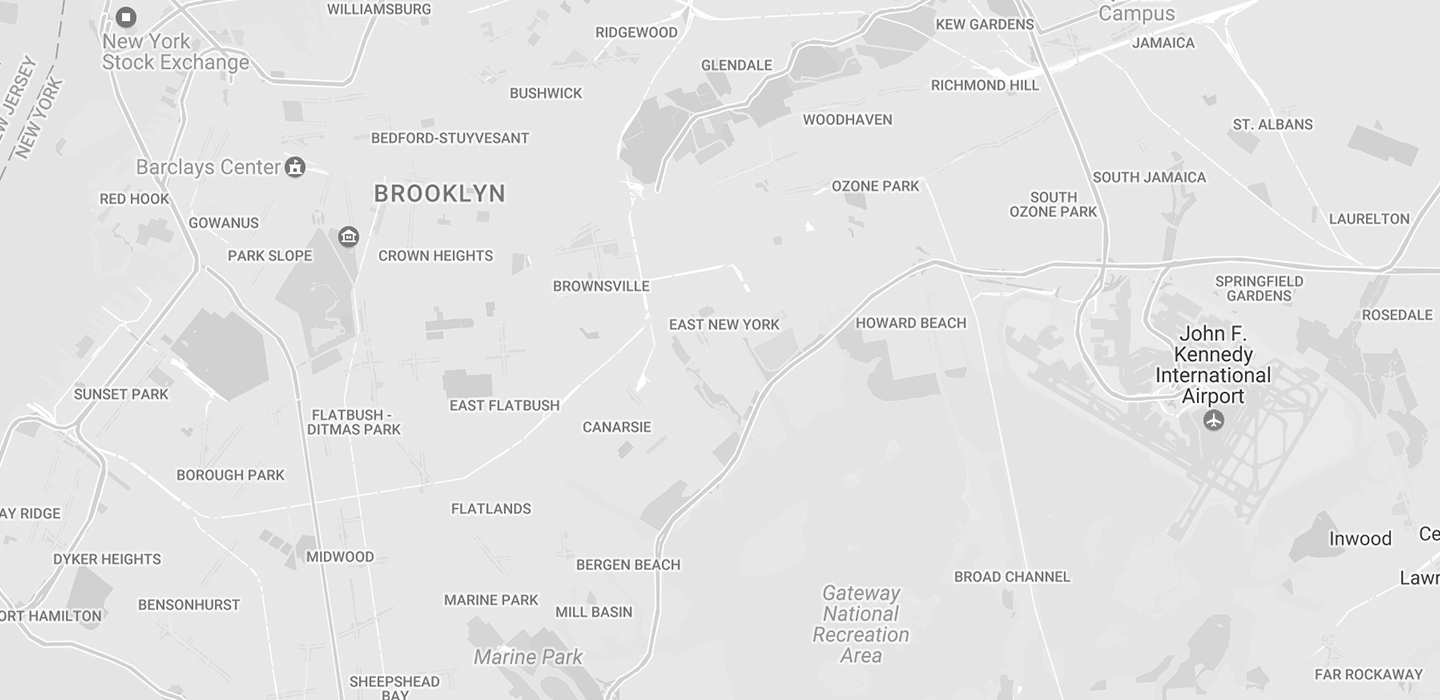 WILLIAMSBURG
RIDGEWOOD
KEW GARDENS
Campus
New York
Stock Exchange
JAMAICA
GLENDALE
RICHMOND HILL
BUSHWICK
NEW YORK
WOODHAVEN
ST. ALBANS
BEDFORD-STUYVESANT
Barclays Center
SOUTH JAMAICA
OZONE PARK
BROOKLYN
RED HOOK
SOUTH
OZONE PARK
GOWANUS
LAURELTON
PARK SLOPE
CROWN HEIGHTS
BROWNSVILLE
SPRINGFIELD
GARDENS
EAST NEW YORK
HOWARD BEACH
ROSEDALE
John F.
Kennedy
International
Airport
SUNSET PARK
EAST FLATBUSH
FLATBUSH -
DITMAS PARK
CANARSIE
BOROUGH PARK
FLATLANDS
AY RIDGE
Inwood
Ce
DYKER HEIGHTS
MIDWOOD
BERGEN BEACH
BROAD CHANNEL
Lawr
BENSONHURST
MARINE PARK
MILL BASIN
Gateway
National
Recreation
Area
ORT HAMILTON
Marine Park
FAR ROCKAWAY
SHEEPSHEAD
BAY